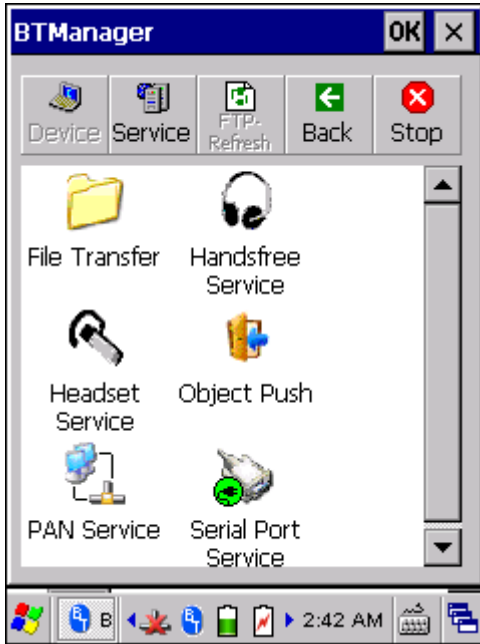 BTManager OK
Device Service FTP-Refresh Back Stop
File Transfer
Handsfree
Service
Headset
Service
Object Push
PAN Service
Serial Port
Service
B 2:42 AM